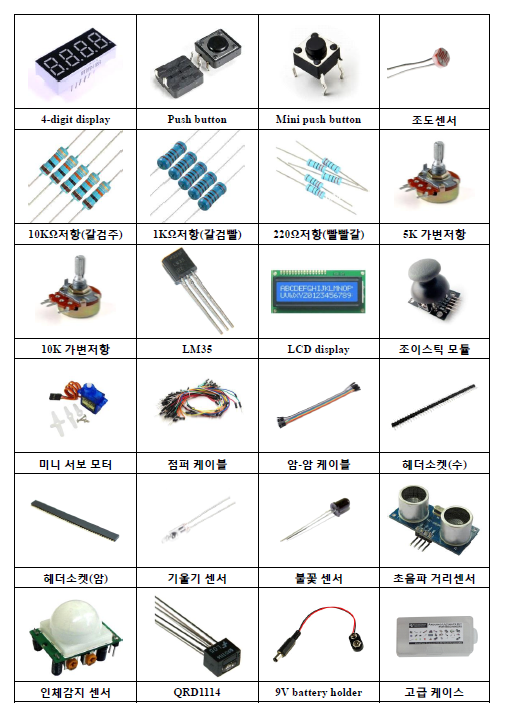 4-digit display
Push button
Mini push button
조도센서
10KΩ저항(갈검주)
1KΩ저항(갈검빨)
220Ω저항(빨빨갈)
5K 가변저항
ABCDEFGHIJKLMNOP
UVWXYZ0123456789
10K 가변저항
LM35
LCD display
조이스틱 모듈
미니 서보 모터
점퍼 케이블
암-암 케이블
헤더소켓(수)
헤더소켓(암)
기울기 센서
불꽃 센서
초음파 거리센서
인체감지 센서
QRD1114
9V battery holder
고급 케이스